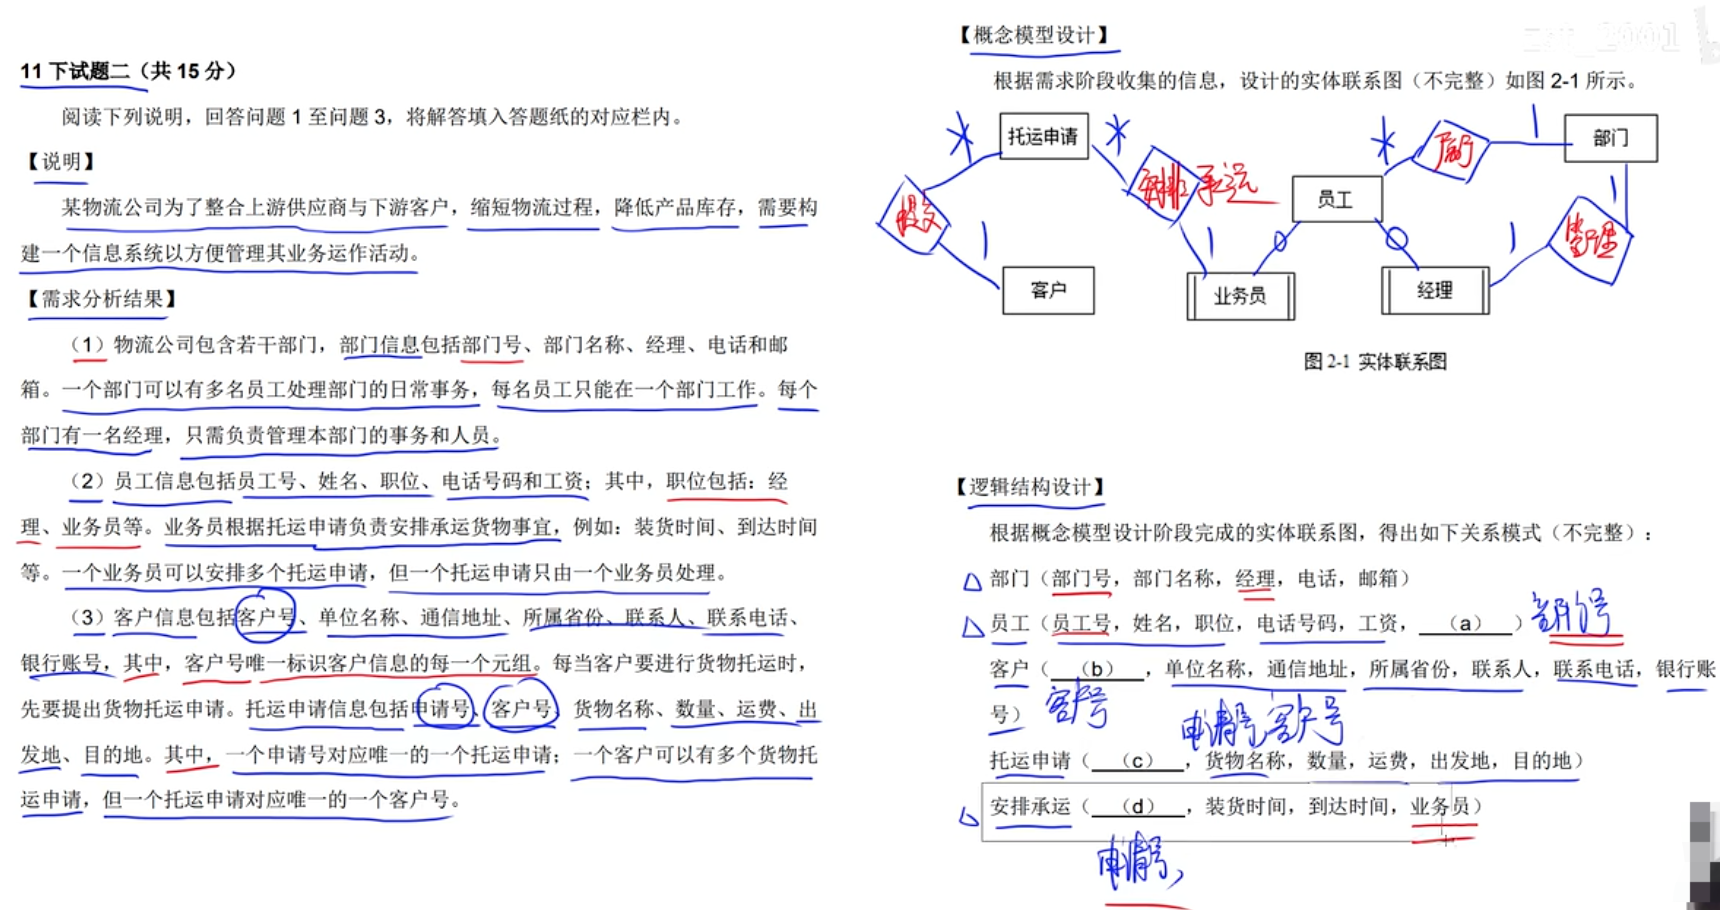 11 下试题二（共 15 分）
阅读下列说明，回答问题 1 至问题 3，将解答填入答题纸的对应栏内。
【说明】
某物流公司为了整合上游供应商与下游客户，缩短物流过程，降低产品库存，需要构
建一个信息系统以方便管理其业务运作活动。
【需求分析结果】
（1）物流公司包含若干部门，部门信息包括部门号、部门名称、经理、电话和邮
箱。一个部门可以有多名员工处理部门的日常事务，每名员工只能在一个部门工作。每个
部门有一名经理，只需负责管理本部门的事务和人员。
（2）员工信息包括员工号、姓名、职位、电话号码和工资；其中，职位包括：经
理、业务员等。业务员根据托运申请负责安排承运货物事宜，例如：装货时间、到达时间
等。一个业务员可以安排多个托运申请，但一个托运申请只由一个业务员处理。
（3）客户信息包括客户号、单位名称、通信地址、所属省份、联系人、联系电话、
银行账号，其中，客户号唯一标识客户信息的每一个元组。每当客户要进行货物托运时，
先要提出货物托运申请。托运申请信息包括申请号、客户号、货物名称、数量、运费、出
发地、目的地。其中，一个申请号对应唯一的一个托运申请；一个客户可以有多个货物托
运申请，但一个托运申请对应唯一的一个客户号。
【概念模型设计】
根据需求阶段收集的信息，设计的实体联系图（不完整）如图 2-1 所示。
托运申请
部门
员工
客户
业务员
经理
* * * 1
提交 安排承运 1
管理
1 1 1
图 2-1 实体联系图
【逻辑结构设计】
根据概念模型设计阶段完成的实体联系图，得出如下关系模式（不完整）：
部门（部门号，部门名称，经理，电话，邮箱）
员工（员工号，姓名，职位，电话号码，工资，（a））部门号
客户（（b），单位名称，通信地址，所属省份，联系人，联系电话，银行账
号）客户号
申请号，客户号
托运申请（（c），货物名称，数量，运费，出发地，目的地）
安排承运（（d），装货时间，到达时间，业务员）
申请号，